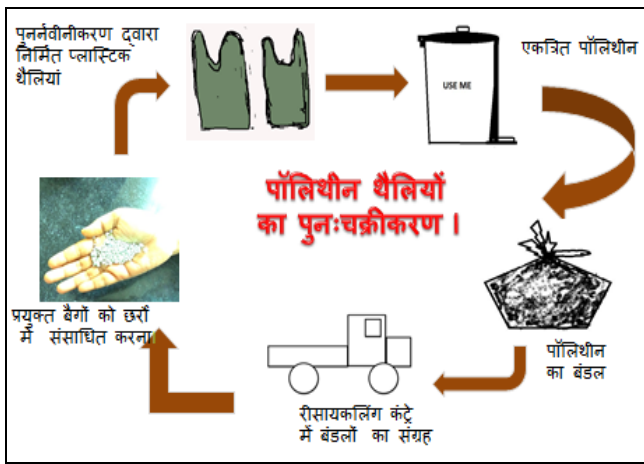 पुनर्नवीनीकरण द्वारा
निर्मित प्लास्टिक
थैलियां
USE ME
एकत्रित पॉलिथीन
पॉलिथीन थैलियों
का पुनःचक्रीकरण ।
प्रयुक्त बैगों को छर्रों
में संसाधित करना।
पॉलिथीन
का बंडल
रीसायकलिंग कंट्रे
में बंडलों का संग्रह